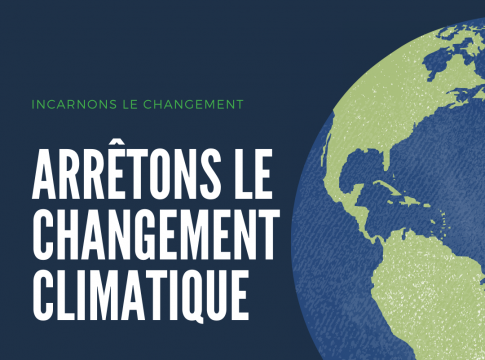 INCARNONS LE CHANGEMENT
ARRÊTONS LE
CHANGEMENT
CLIMATIQUE